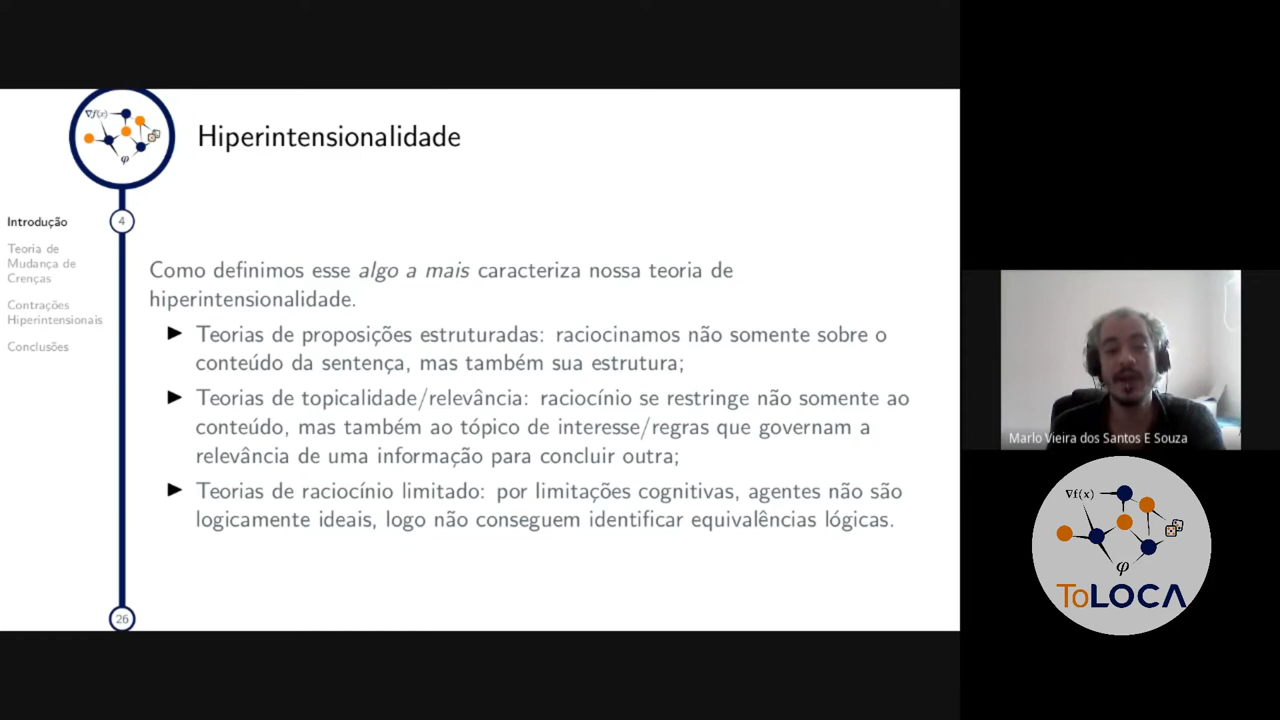 ∇f(x)
φ
Hiperintensionalidade
Introdução
4
Teoria de
Mudança de
Crenças
Contrações
Hiperintensionais
Conclusões
26
Como definimos esse algo a mais caracteriza nossa teoria de
hiperintensionalidade.
▶ Teorias de proposições estruturadas: raciocinamos não somente sobre o
conteúdo da sentença, mas também sua estrutura;
▶ Teorias de topicalidade/relevância: raciocínio se restringe não somente ao
conteúdo, mas também ao tópico de interesse/regras que governam a
relevância de uma informação para concluir outra;
▶ Teorias de raciocínio limitado: por limitações cognitivas, agentes não são
logicamente ideais, logo não conseguem identificar equivalências lógicas.
Marlo Vieira dos Santos E Souza
∇f(x)
φ
ToLOCA